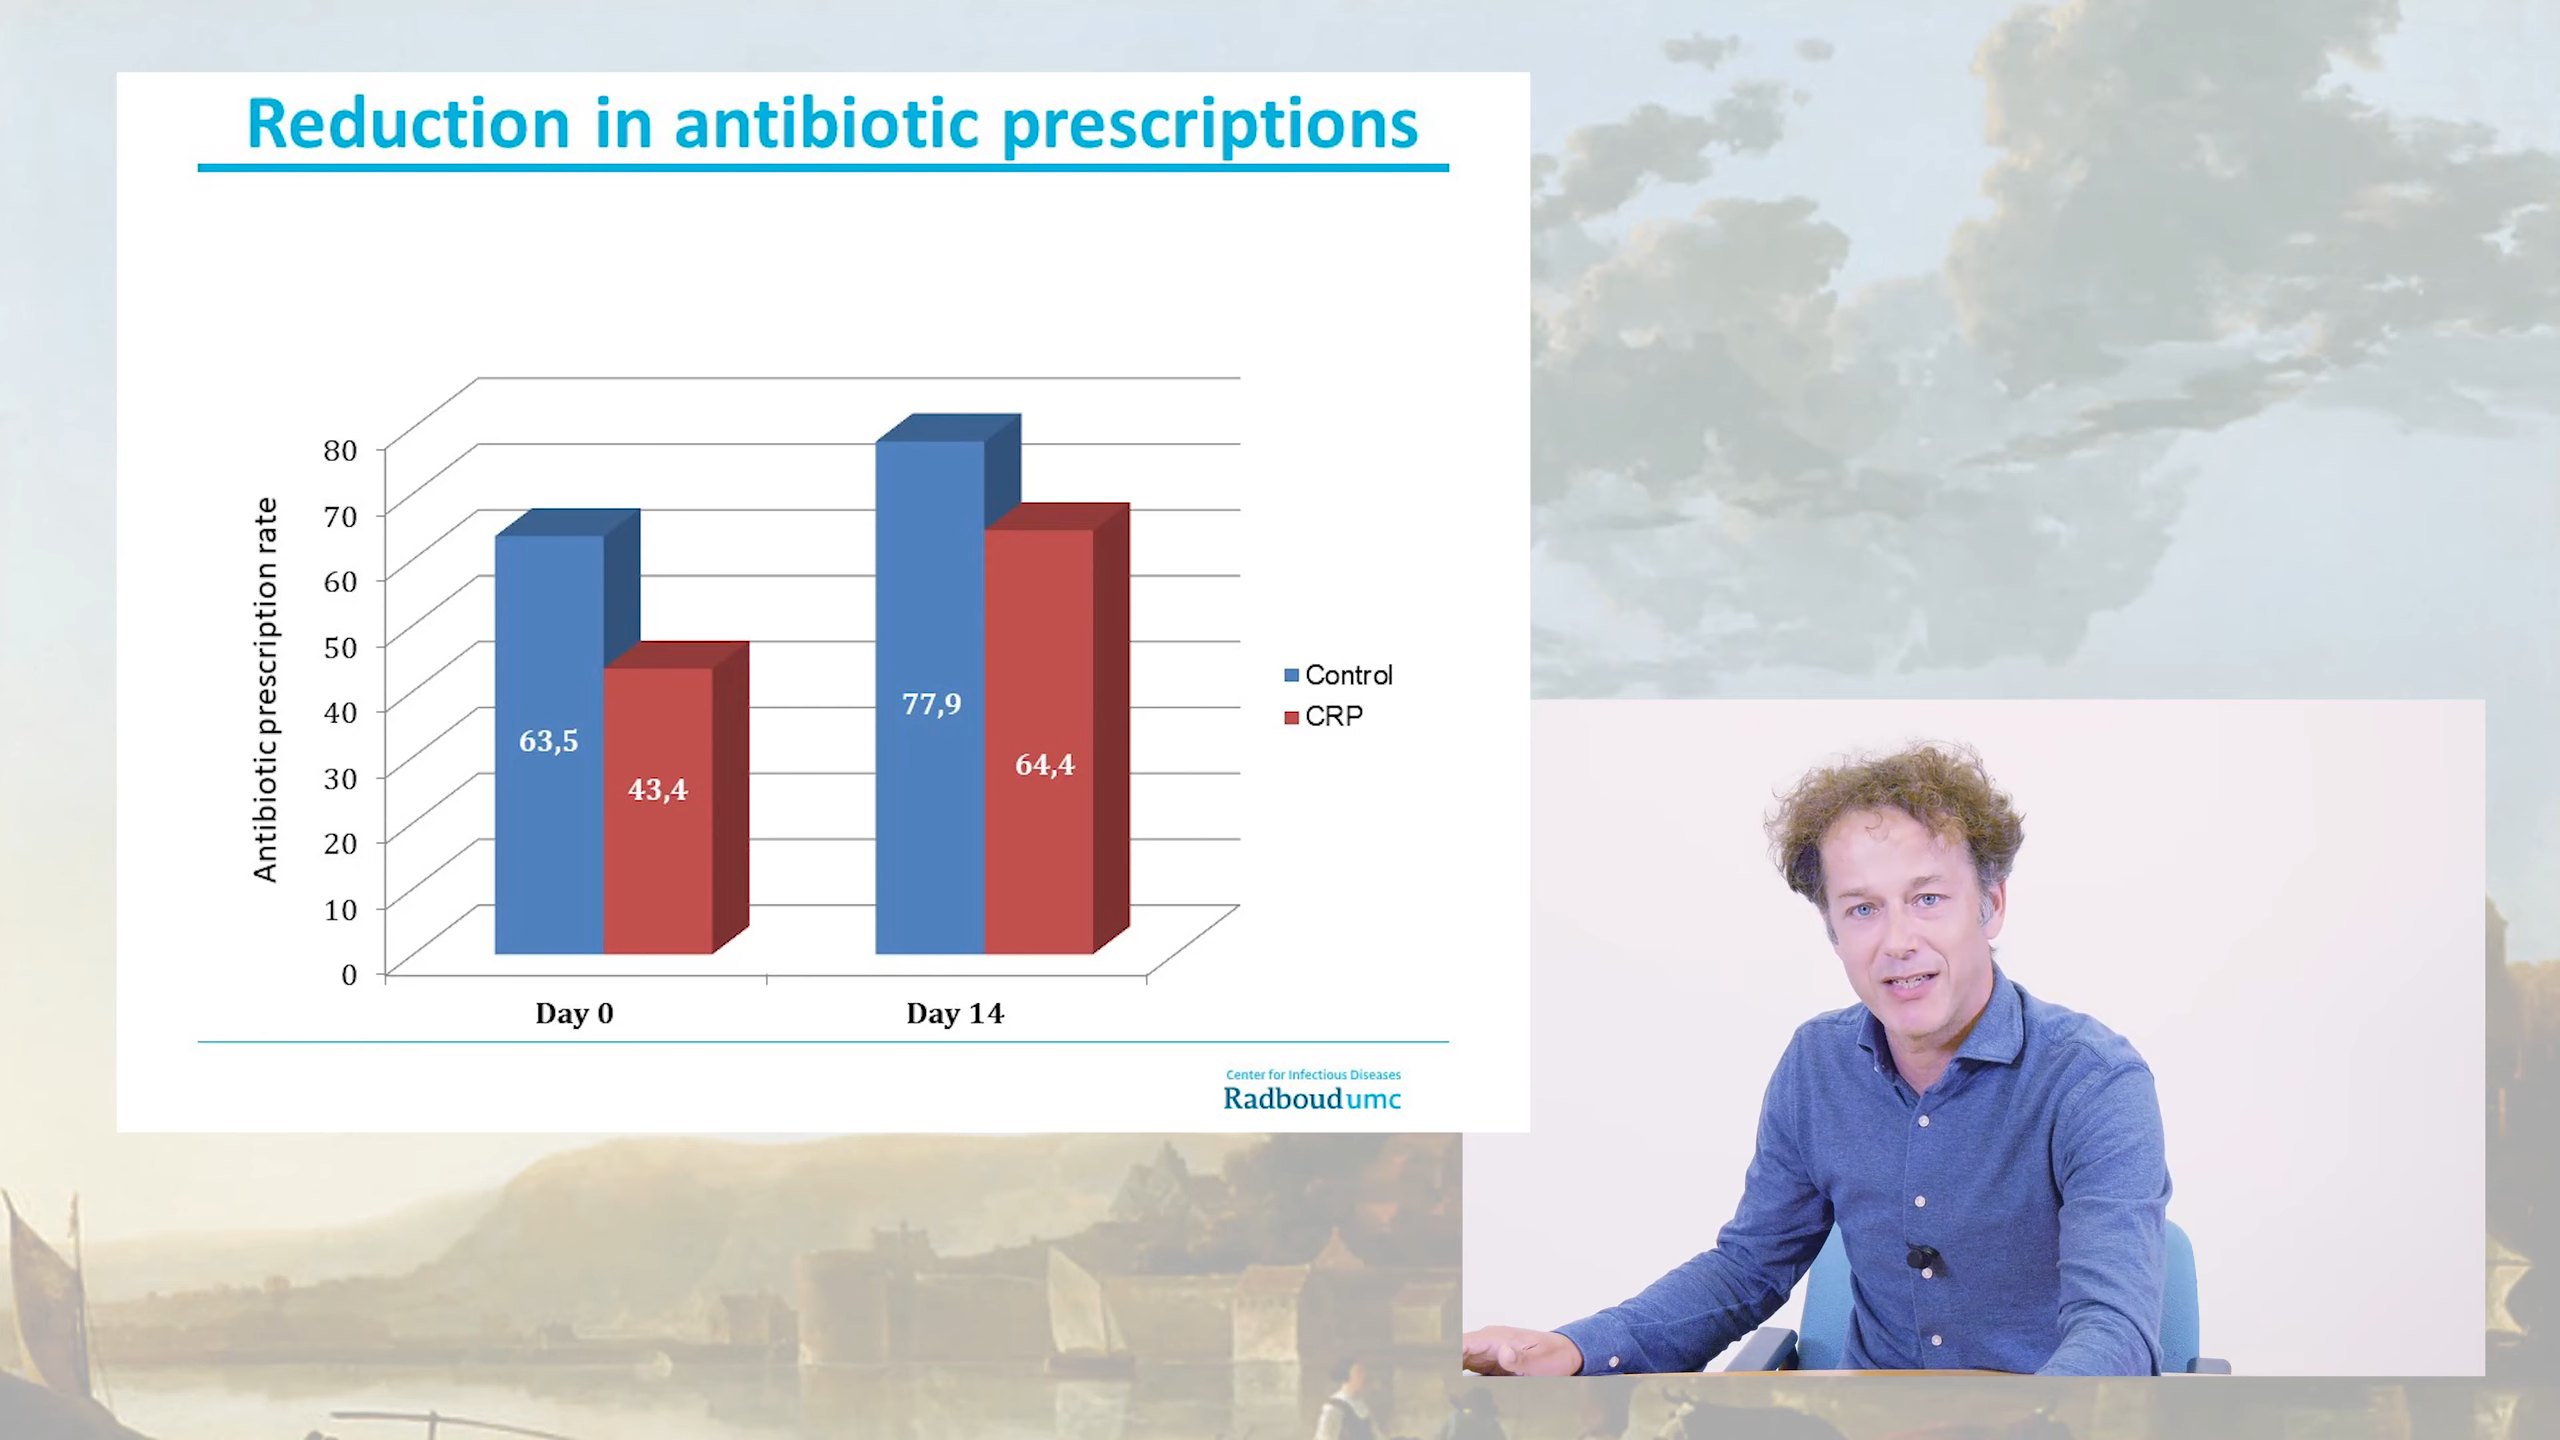 Reduction in antibiotic prescriptions
Antibiotic prescription rate
80
70
60
50
40
30
20
10
0
63,5
43,4
77,9
64,4
Day 0
Day 14
Control
CRP
Center for Infectious Diseases
Radboudumc